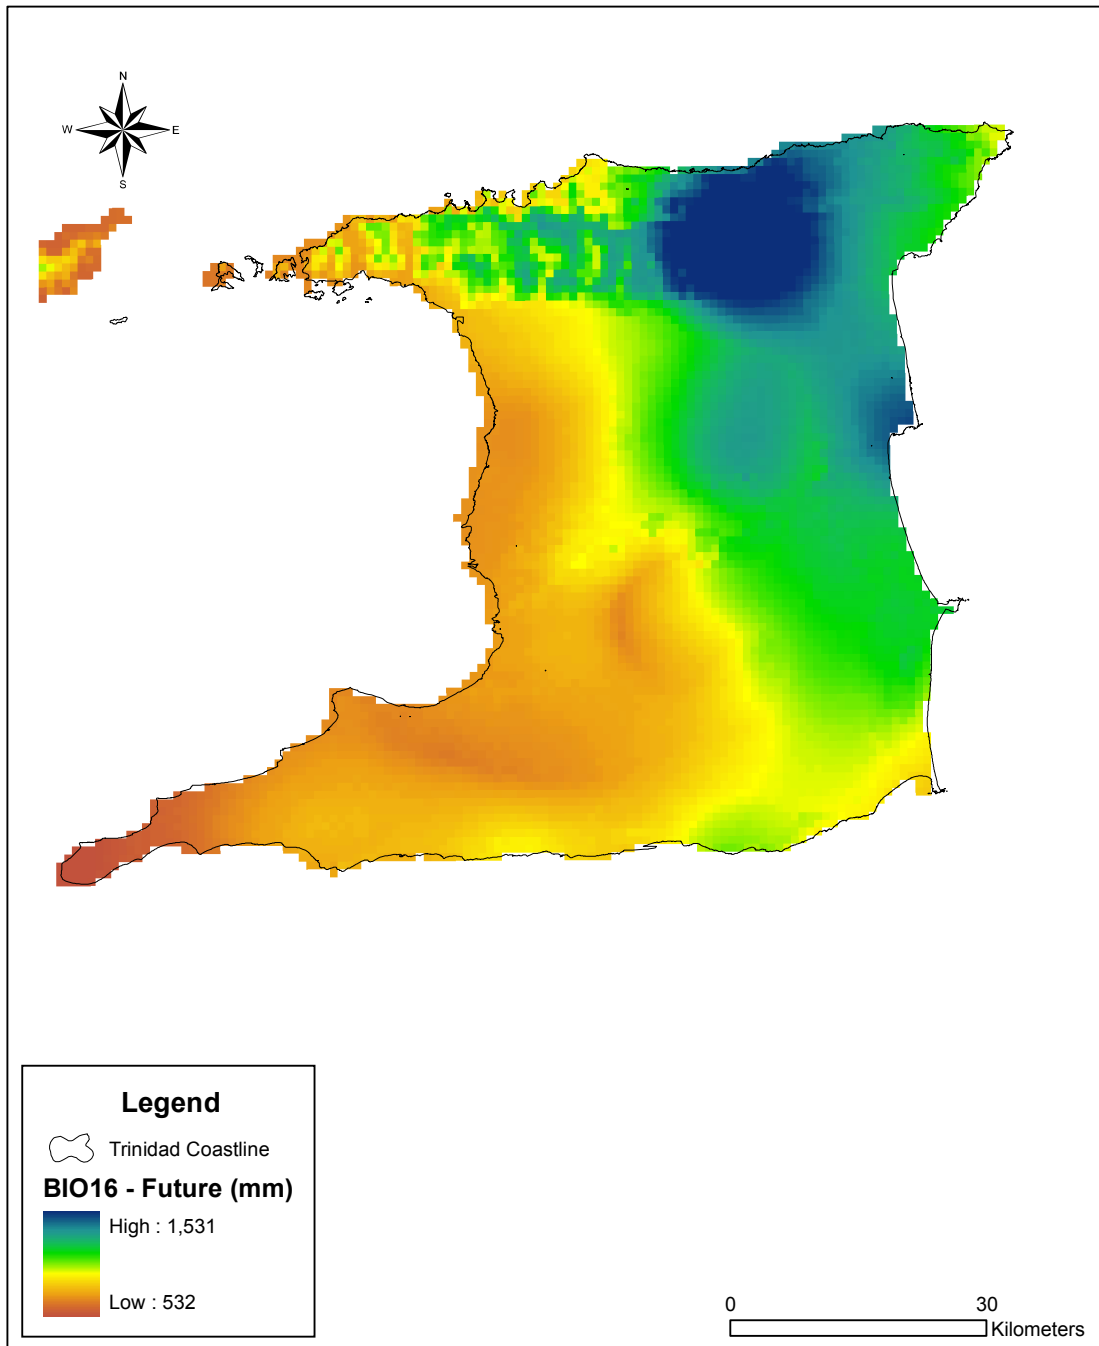 N
W
E
S
Legend
Trinidad Coastline
BIO16 - Future (mm)
High : 1,531
Low : 532
0
30
Kilometers